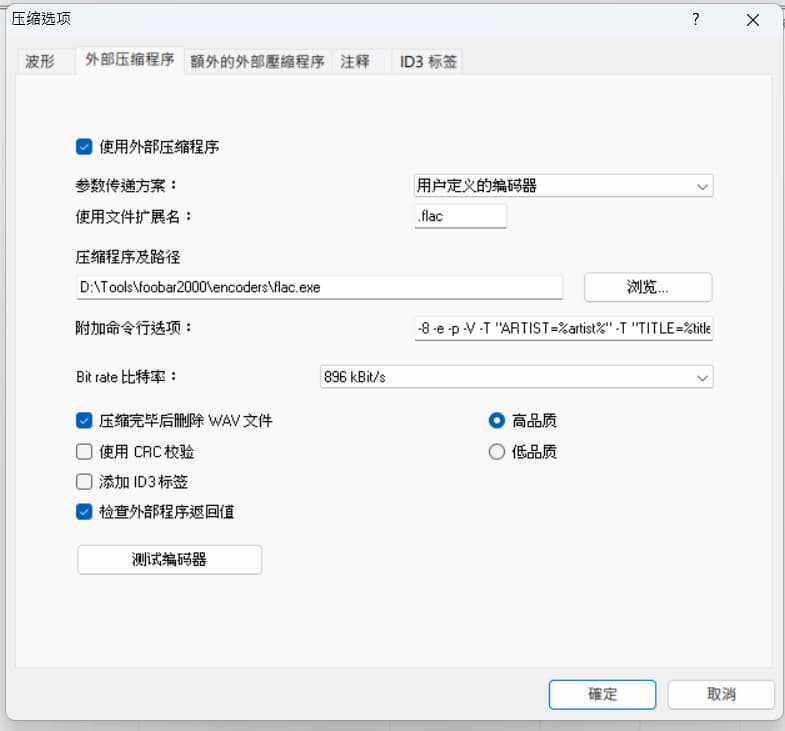 压缩选项
?
波形 外部压缩程序 額外的外部壓縮程序 注释 ID3 标签
使用外部压缩程序
参数传递方案： 用户定义的编码器
使用文件扩展名： .flac
压缩程序及路径
D:\Tools\foobar2000\encoders\flac.exe 浏览...
附加命令行选项： -8 -e -p -V -T "ARTIST=%artist%" -T "TITLE=%title
Bit rate 比特率： 896 kBit/s
压缩完毕后删除 WAV 文件 高品质
使用 CRC 校验 低品质
添加 ID3 标签
检查外部程序返回值
测试编码器
確定 取消